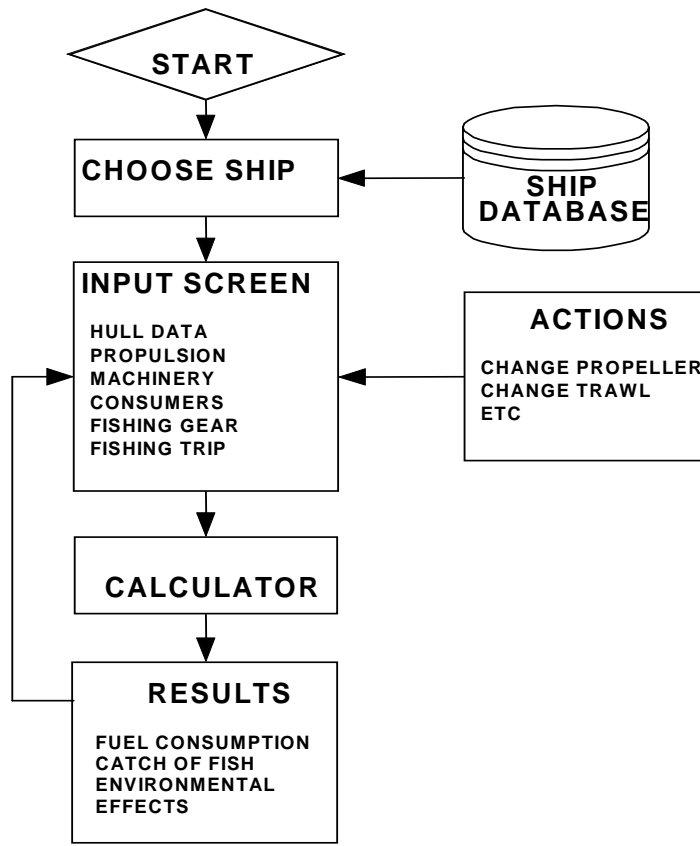 START
CHOOSE SHIP
SHIP
DATABASE
INPUT SCREEN
HULL DATA
PROPULSION
MACHINERY
CONSUMERS
FISHING GEAR
FISHING TRIP
ACTIONS
CHANGE PROPELLER
CHANGE TRAWL
ETC
CALCULATOR
RESULTS
FUEL CONSUMPTION
CATCH OF FISH
ENVIRONMENTAL
EFFECTS